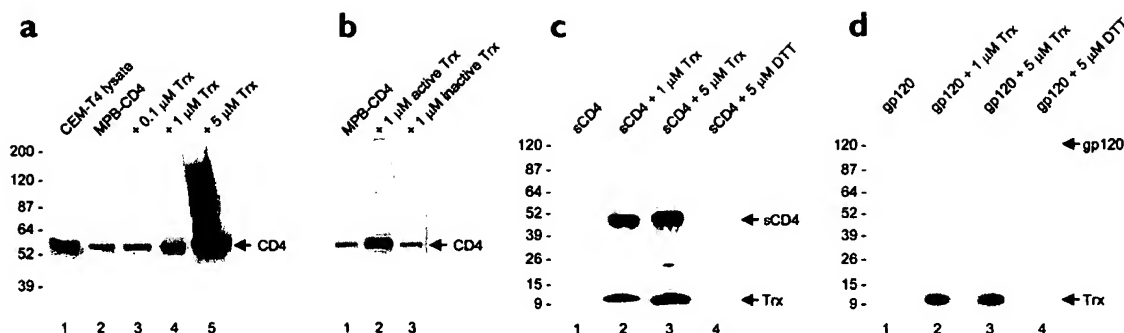 a
CEM-T4 lysate
MPB-CD4
+ 0.1 µM Trx
+ 1 µM Trx
+ 5 µM Trx
200 -
120 -
87 -
64 -
52 -
39 -
CD4
1 2 3 4 5
b
MPB-CD4
+ 1 µM active Trx
+ 1 µM inactive Trx
CD4
1 2 3
c
sCD4
sCD4 + 1 µM Trx
sCD4 + 5 µM Trx
sCD4 + 5 µM DTT
120 -
87 -
64 -
52 -
39 -
26 -
15 -
9 -
sCD4
Trx
1 2 3 4
d
gp120
gp120 + 1 µM Trx
gp120 + 5 µM Trx
gp120 + 5 µM DTT
120 -
87 -
64 -
52 -
39 -
26 -
15 -
9 -
gp120
Trx
1 2 3 4